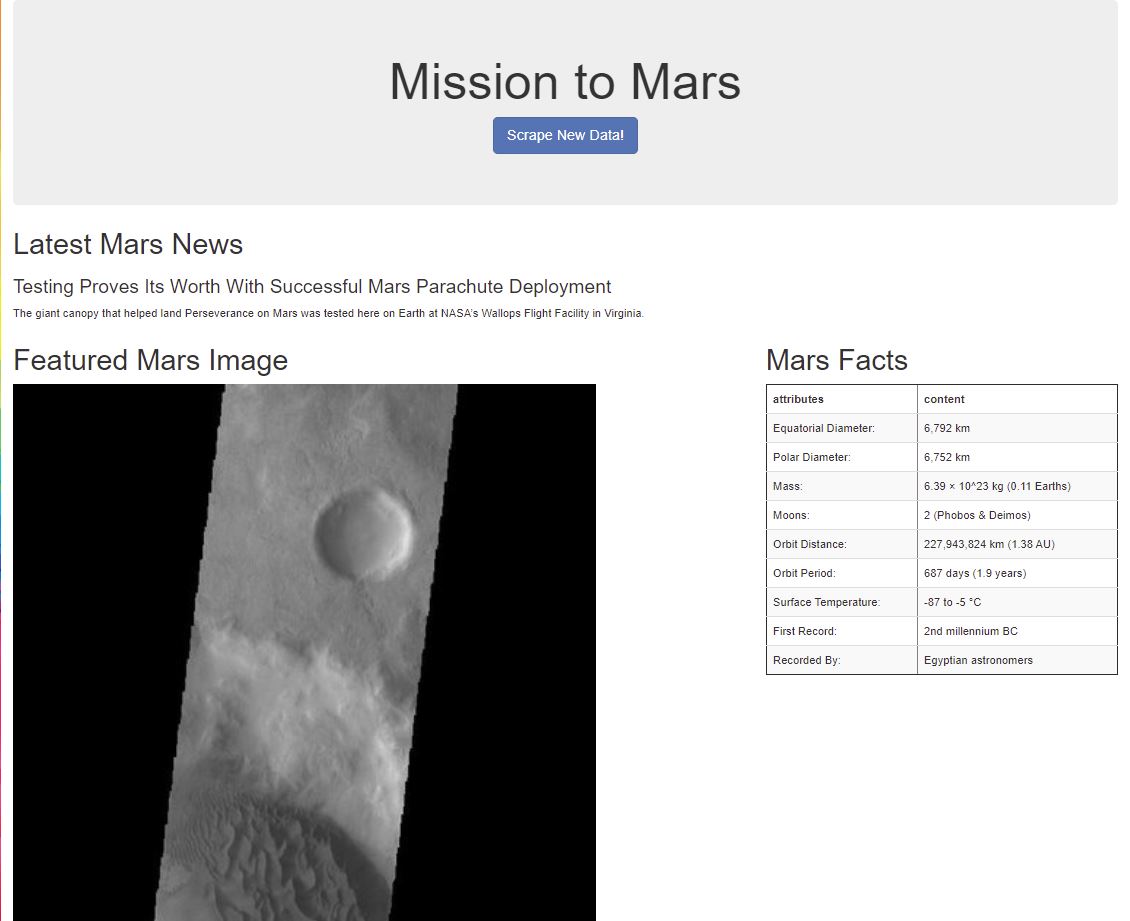 Mission to Mars
Scrape New Data!
Latest Mars News
Testing Proves Its Worth With Successful Mars Parachute Deployment
The giant canopy that helped land Perseverance on Mars was tested here on Earth at NASA's Wallops Flight Facility in Virginia.
Featured Mars Image
Mars Facts
attributes content
Equatorial Diameter: 6,792 km
Polar Diameter: 6,752 km
Mass: 6.39 × 10^23 kg (0.11 Earths)
Moons: 2 (Phobos & Deimos)
Orbit Distance: 227,943,824 km (1.38 AU)
Orbit Period: 687 days (1.9 years)
Surface Temperature: -87 to -5 °C
First Record: 2nd millennium BC
Recorded By: Egyptian astronomers